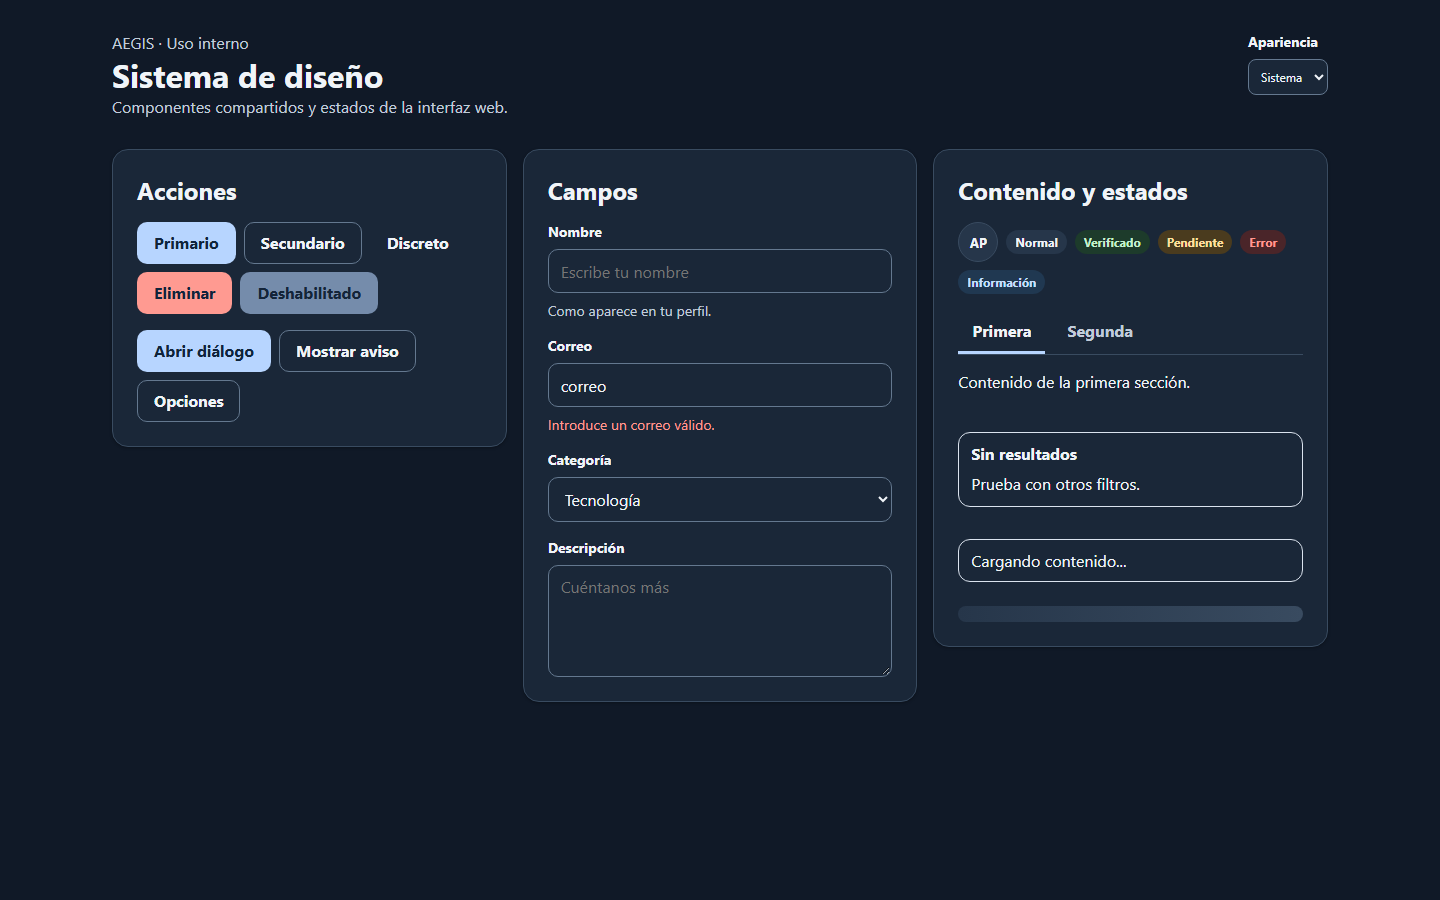 AEGIS · Uso interno
Sistema de diseño
Componentes compartidos y estados de la interfaz web.
Apariencia
Sistema
Acciones
Primario
Secundario
Discreto
Eliminar
Deshabilitado
Abrir diálogo
Mostrar aviso
Opciones
Campos
Nombre
Escribe tu nombre
Como aparece en tu perfil.
Correo
correo
Introduce un correo válido.
Categoría
Tecnología
Descripción
Cuéntanos más
Contenido y estados
AP
Normal
Verificado
Pendiente
Error
Información
Primera
Segunda
Contenido de la primera sección.
Sin resultados
Prueba con otros filtros.
Cargando contenido...